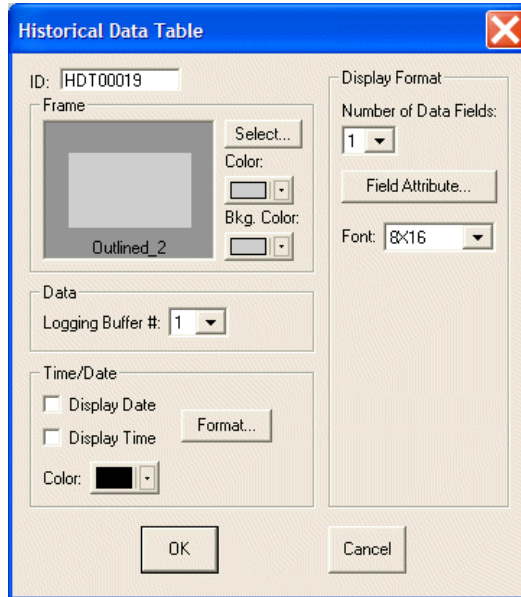 Historical Data Table
ID: HDT00019
Frame
Select...
Color:
Bkg. Color:
Outlined_2
Data
Logging Buffer #: 1
Time/Date
Display Date
Display Time
Format...
Color:
Display Format
Number of Data Fields:
1
Field Attribute...
Font: 8X16
OK
Cancel